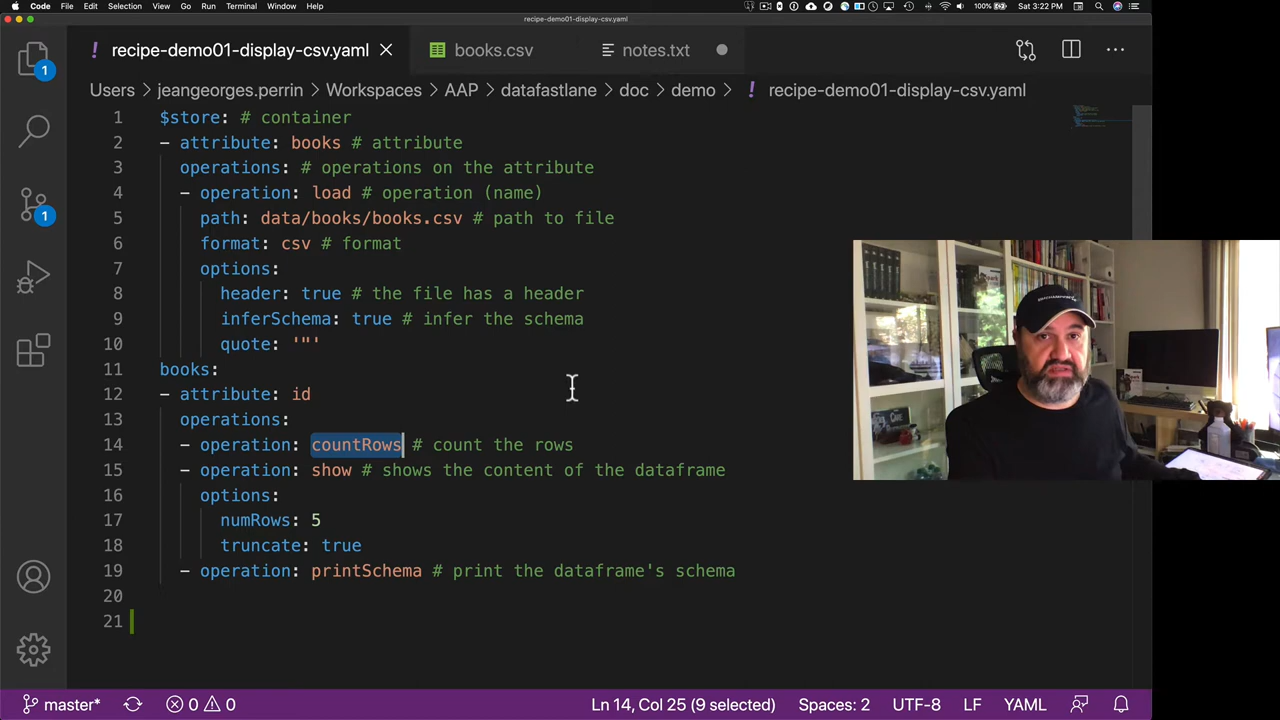 Code File Edit Selection View Go Run Terminal Window Help
100% Sat 3:22 PM
recipe-demo01-display-csv.yaml
! recipe-demo01-display-csv.yaml
books.csv
notes.txt
Users > jeangeorges.perrin > Workspaces > AAP > datafastlane > doc > demo > ! recipe-demo01-display-csv.yaml
1 $store: # container
2 - attribute: books # attribute
3 operations: # operations on the attribute
4 - operation: load # operation (name)
5 path: data/books/books.csv # path to file
6 format: csv # format
7 options:
8 header: true # the file has a header
9 inferSchema: true # infer the schema
10 quote: '"'
11 books:
12 - attribute: id
13 operations:
14 - operation: countRows # count the rows
15 - operation: show # shows the content of the dataframe
16 options:
17 numRows: 5
18 truncate: true
19 - operation: printSchema # print the dataframe's schema
20
21
1
1
master* 0 0 Ln 14, Col 25 (9 selected) Spaces: 2 UTF-8 LF YAML